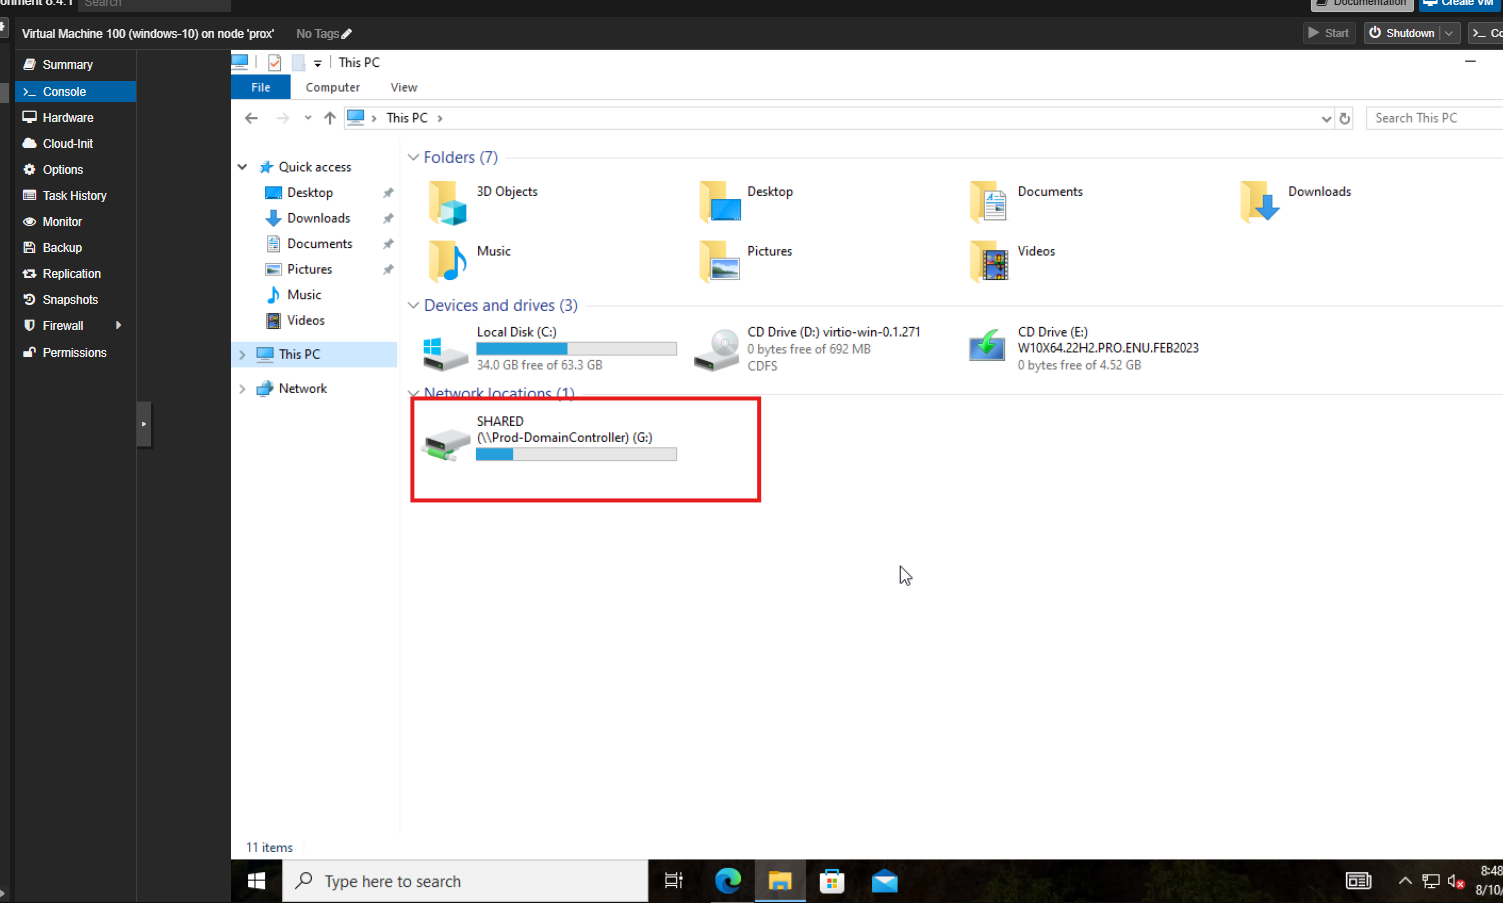 onment 8.4.1
Search
Documentation
Create VM
Virtual Machine 100 (windows-10) on node 'prox'
No Tags
Start
Shutdown
Co
Summary
Console
Hardware
Cloud-Init
Options
Task History
Monitor
Backup
Replication
Snapshots
Firewall
Permissions
This PC
File
Computer
View
This PC
Search This PC
Quick access
Desktop
Downloads
Documents
Pictures
Music
Videos
This PC
Network
Folders (7)
3D Objects
Desktop
Documents
Downloads
Music
Pictures
Videos
Devices and drives (3)
Local Disk (C:)
34.0 GB free of 63.3 GB
CD Drive (D:) virtio-win-0.1.271
0 bytes free of 692 MB
CDFS
CD Drive (E:)
W10X64.22H2.PRO.ENU.FEB2023
0 bytes free of 4.52 GB
Network locations (1)
SHARED
(\\Prod-DomainController) (G:)
11 items
Type here to search
8:48
8/10/